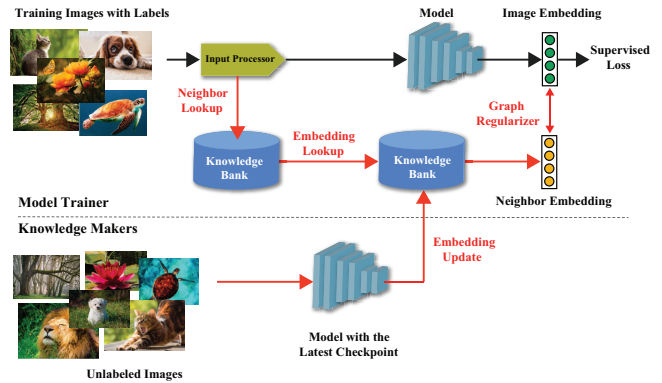 Training Images with Labels
Model
Image Embedding
Input Processor
Supervised
Loss
Neighbor
Lookup
Embedding
Lookup
Graph
Regularizer
Knowledge
Bank
Knowledge
Bank
Neighbor Embedding
Model Trainer
Knowledge Makers
Embedding
Update
Model with the
Latest Checkpoint
Unlabeled Images